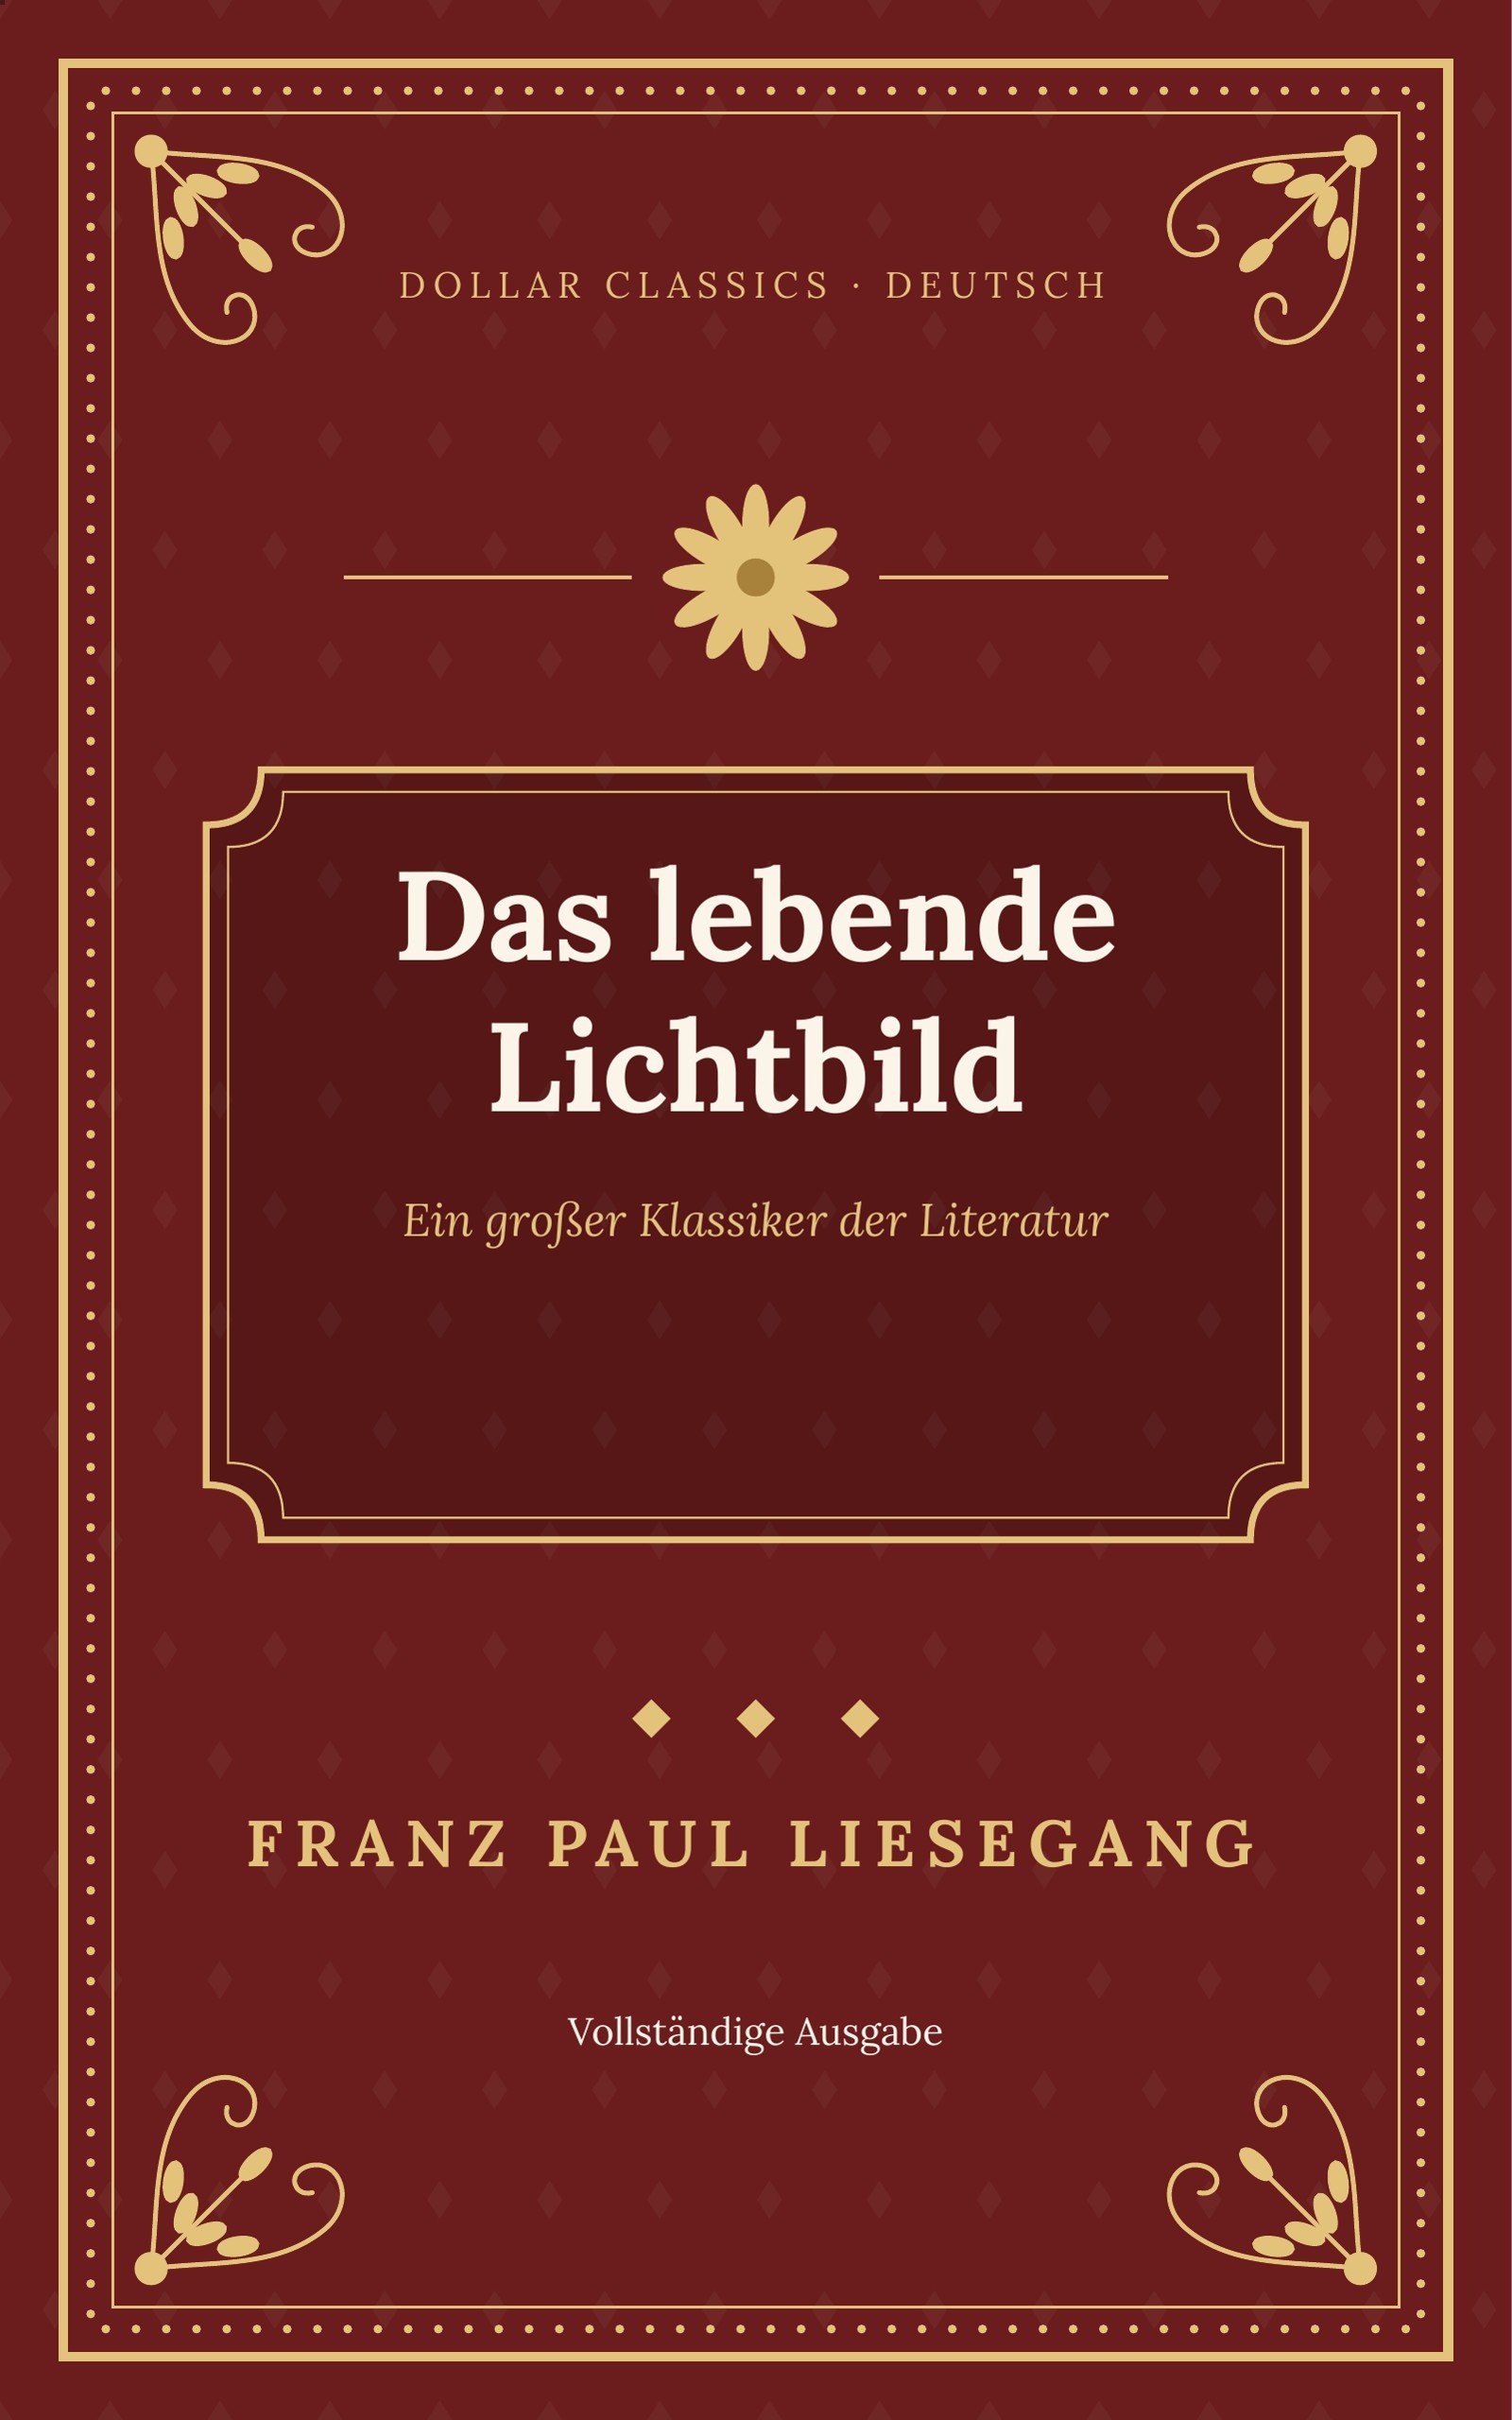 DOLLAR CLASSICS · DEUTSCH
Das lebende
Lichtbild
Ein großer Klassiker der Literatur
FRANZ PAUL LIESEGANG
Vollständige Ausgabe